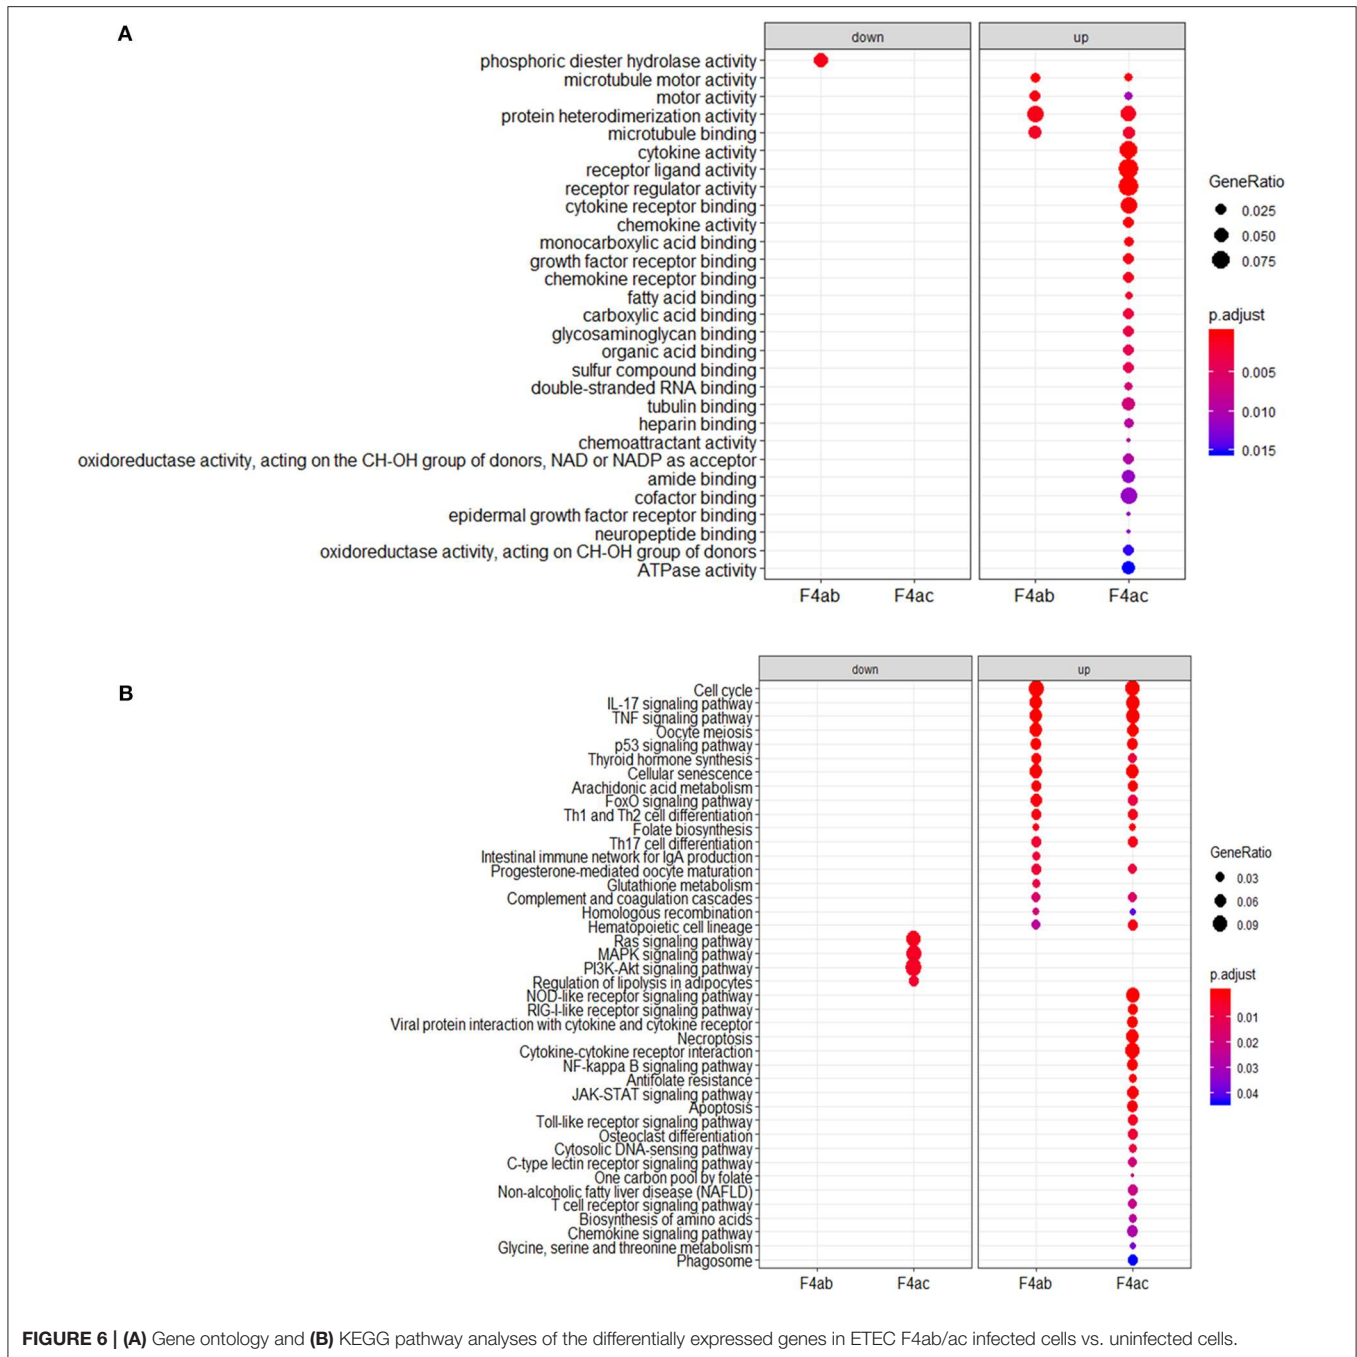 A
down
up
phosphoric diester hydrolase activity
microtubule motor activity
motor activity
protein heterodimerization activity
microtubule binding
cytokine activity
receptor ligand activity
receptor regulator activity
cytokine receptor binding
chemokine activity
monocarboxylic acid binding
growth factor receptor binding
chemokine receptor binding
fatty acid binding
carboxylic acid binding
glycosaminoglycan binding
organic acid binding
sulfur compound binding
double-stranded RNA binding
tubulin binding
heparin binding
chemoattractant activity
oxidoreductase activity, acting on the CH-OH group of donors, NAD or NADP as acceptor
amide binding
cofactor binding
epidermal growth factor receptor binding
neuropeptide binding
oxidoreductase activity, acting on CH-OH group of donors
ATPase activity
F4ab
F4ac
F4ab
F4ac
GeneRatio
0.025
0.050
0.075
p.adjust
0.005
0.010
0.015
B
down
up
Cell cycle
IL-17 signaling pathway
TNF signaling pathway
Oocyte meiosis
p53 signaling pathway
Thyroid hormone synthesis
Cellular senescence
Arachidonic acid metabolism
FoxO signaling pathway
Th1 and Th2 cell differentiation
Folate biosynthesis
Th17 cell differentiation
Intestinal immune network for IgA production
Progesterone-mediated oocyte maturation
Glutathione metabolism
Complement and coagulation cascades
Homologous recombination
Hematopoietic cell lineage
Ras signaling pathway
MAPK signaling pathway
PI3K-Akt signaling pathway
Regulation of lipolysis in adipocytes
NOD-like receptor signaling pathway
RIG-I-like receptor signaling pathway
Viral protein interaction with cytokine and cytokine receptor
Necroptosis
Cytokine-cytokine receptor interaction
NF-kappa B signaling pathway
Antifolate resistance
JAK-STAT signaling pathway
Apoptosis
Toll-like receptor signaling pathway
Osteoclast differentiation
Cytosolic DNA-sensing pathway
C-type lectin receptor signaling pathway
One carbon pool by folate
Non-alcoholic fatty liver disease (NAFLD)
T cell receptor signaling pathway
Biosynthesis of amino acids
Chemokine signaling pathway
Glycine, serine and threonine metabolism
Phagosome
F4ab
F4ac
F4ab
F4ac
GeneRatio
0.03
0.06
0.09
p.adjust
0.01
0.02
0.03
0.04
FIGURE 6 | (A) Gene ontology and (B) KEGG pathway analyses of the differentially expressed genes in ETEC F4ab/ac infected cells vs. uninfected cells.